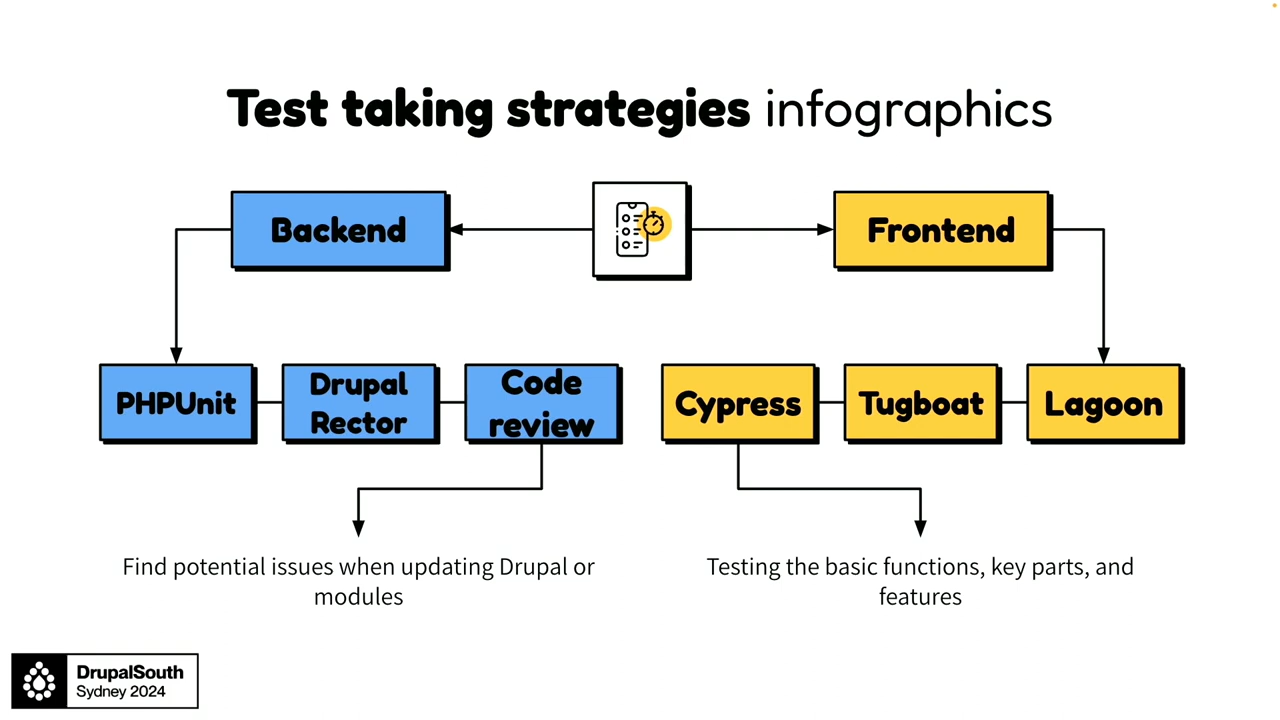 Test taking strategies infographics
Backend
Frontend
PHPUnit
Drupal
Rector
Code
review
Cypress
Tugboat
Lagoon
Find potential issues when updating Drupal or
modules
Testing the basic functions, key parts, and
features
DrupalSouth
Sydney 2024